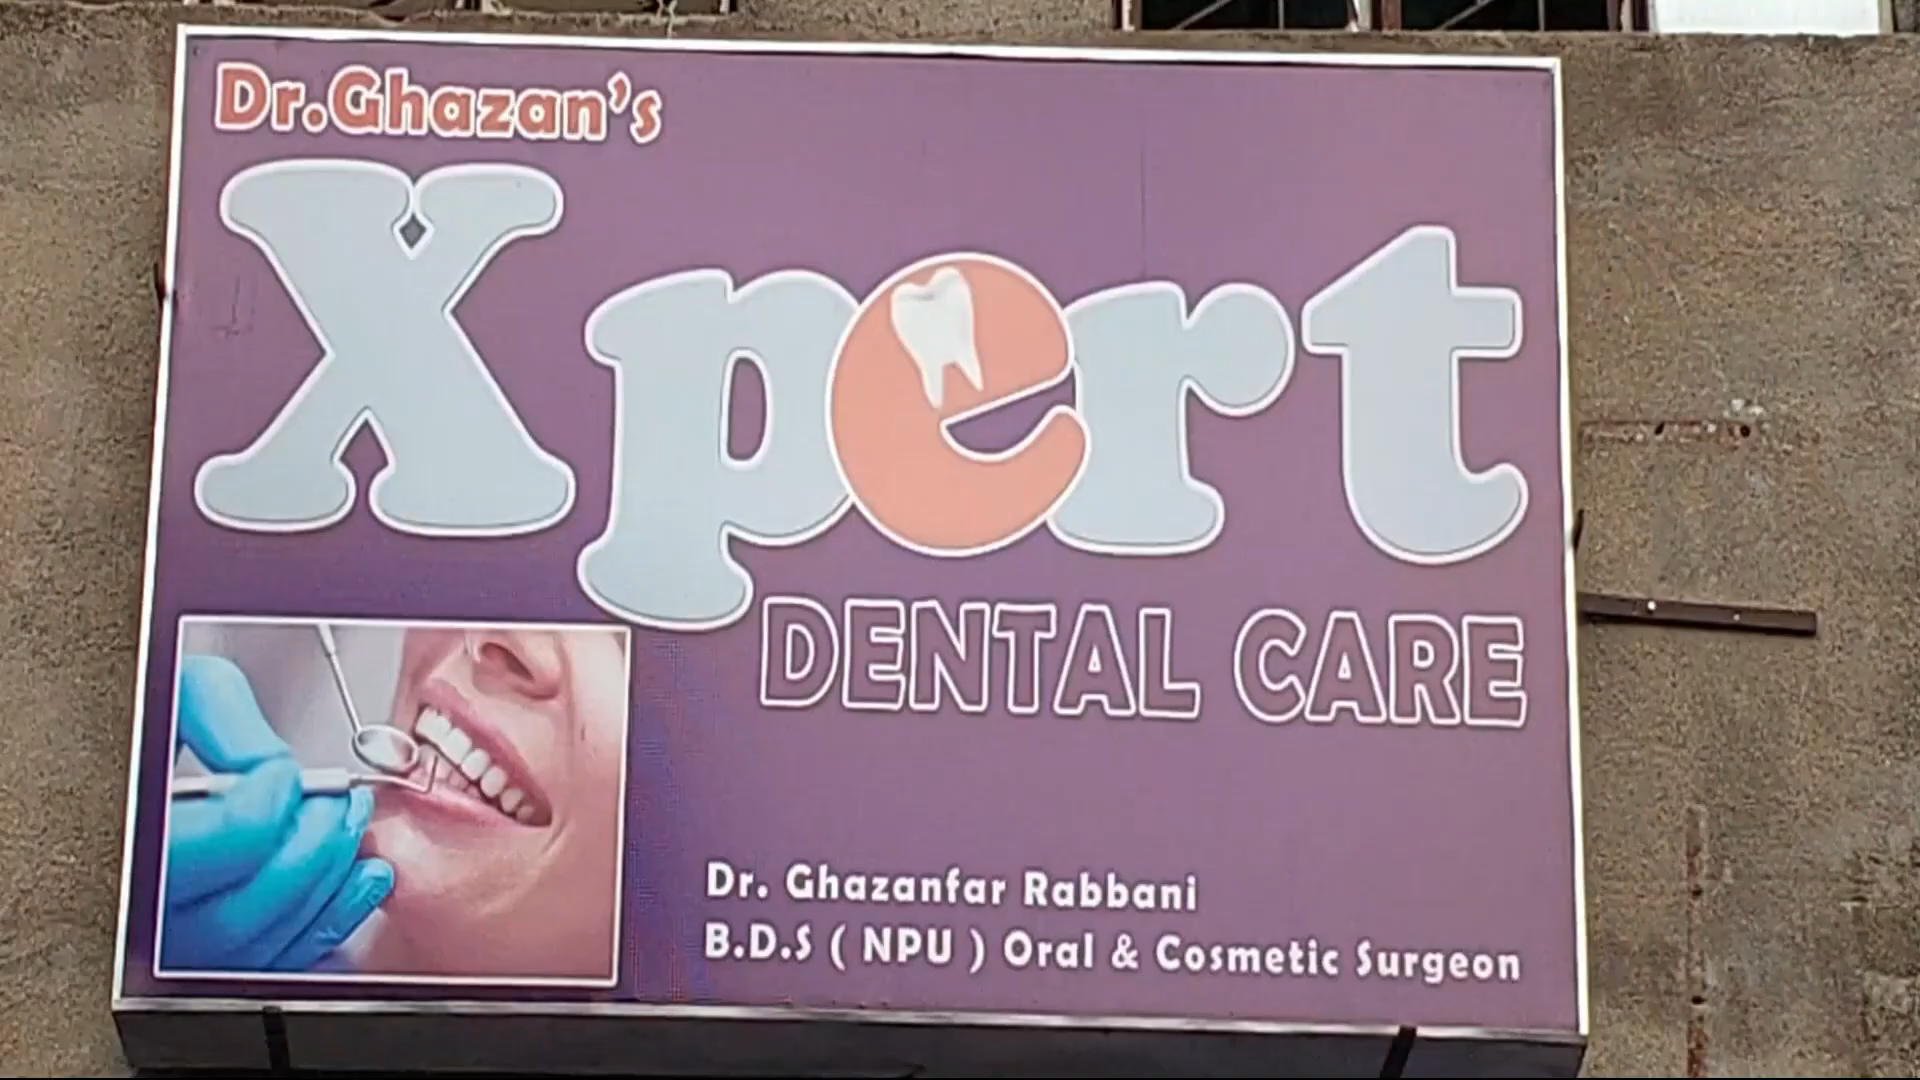 Dr.Ghazan's
Xpert
DENTAL CARE
Dr. Ghazanfar Rabbani
B.D.S ( NPU ) Oral & Cosmetic Surgeon